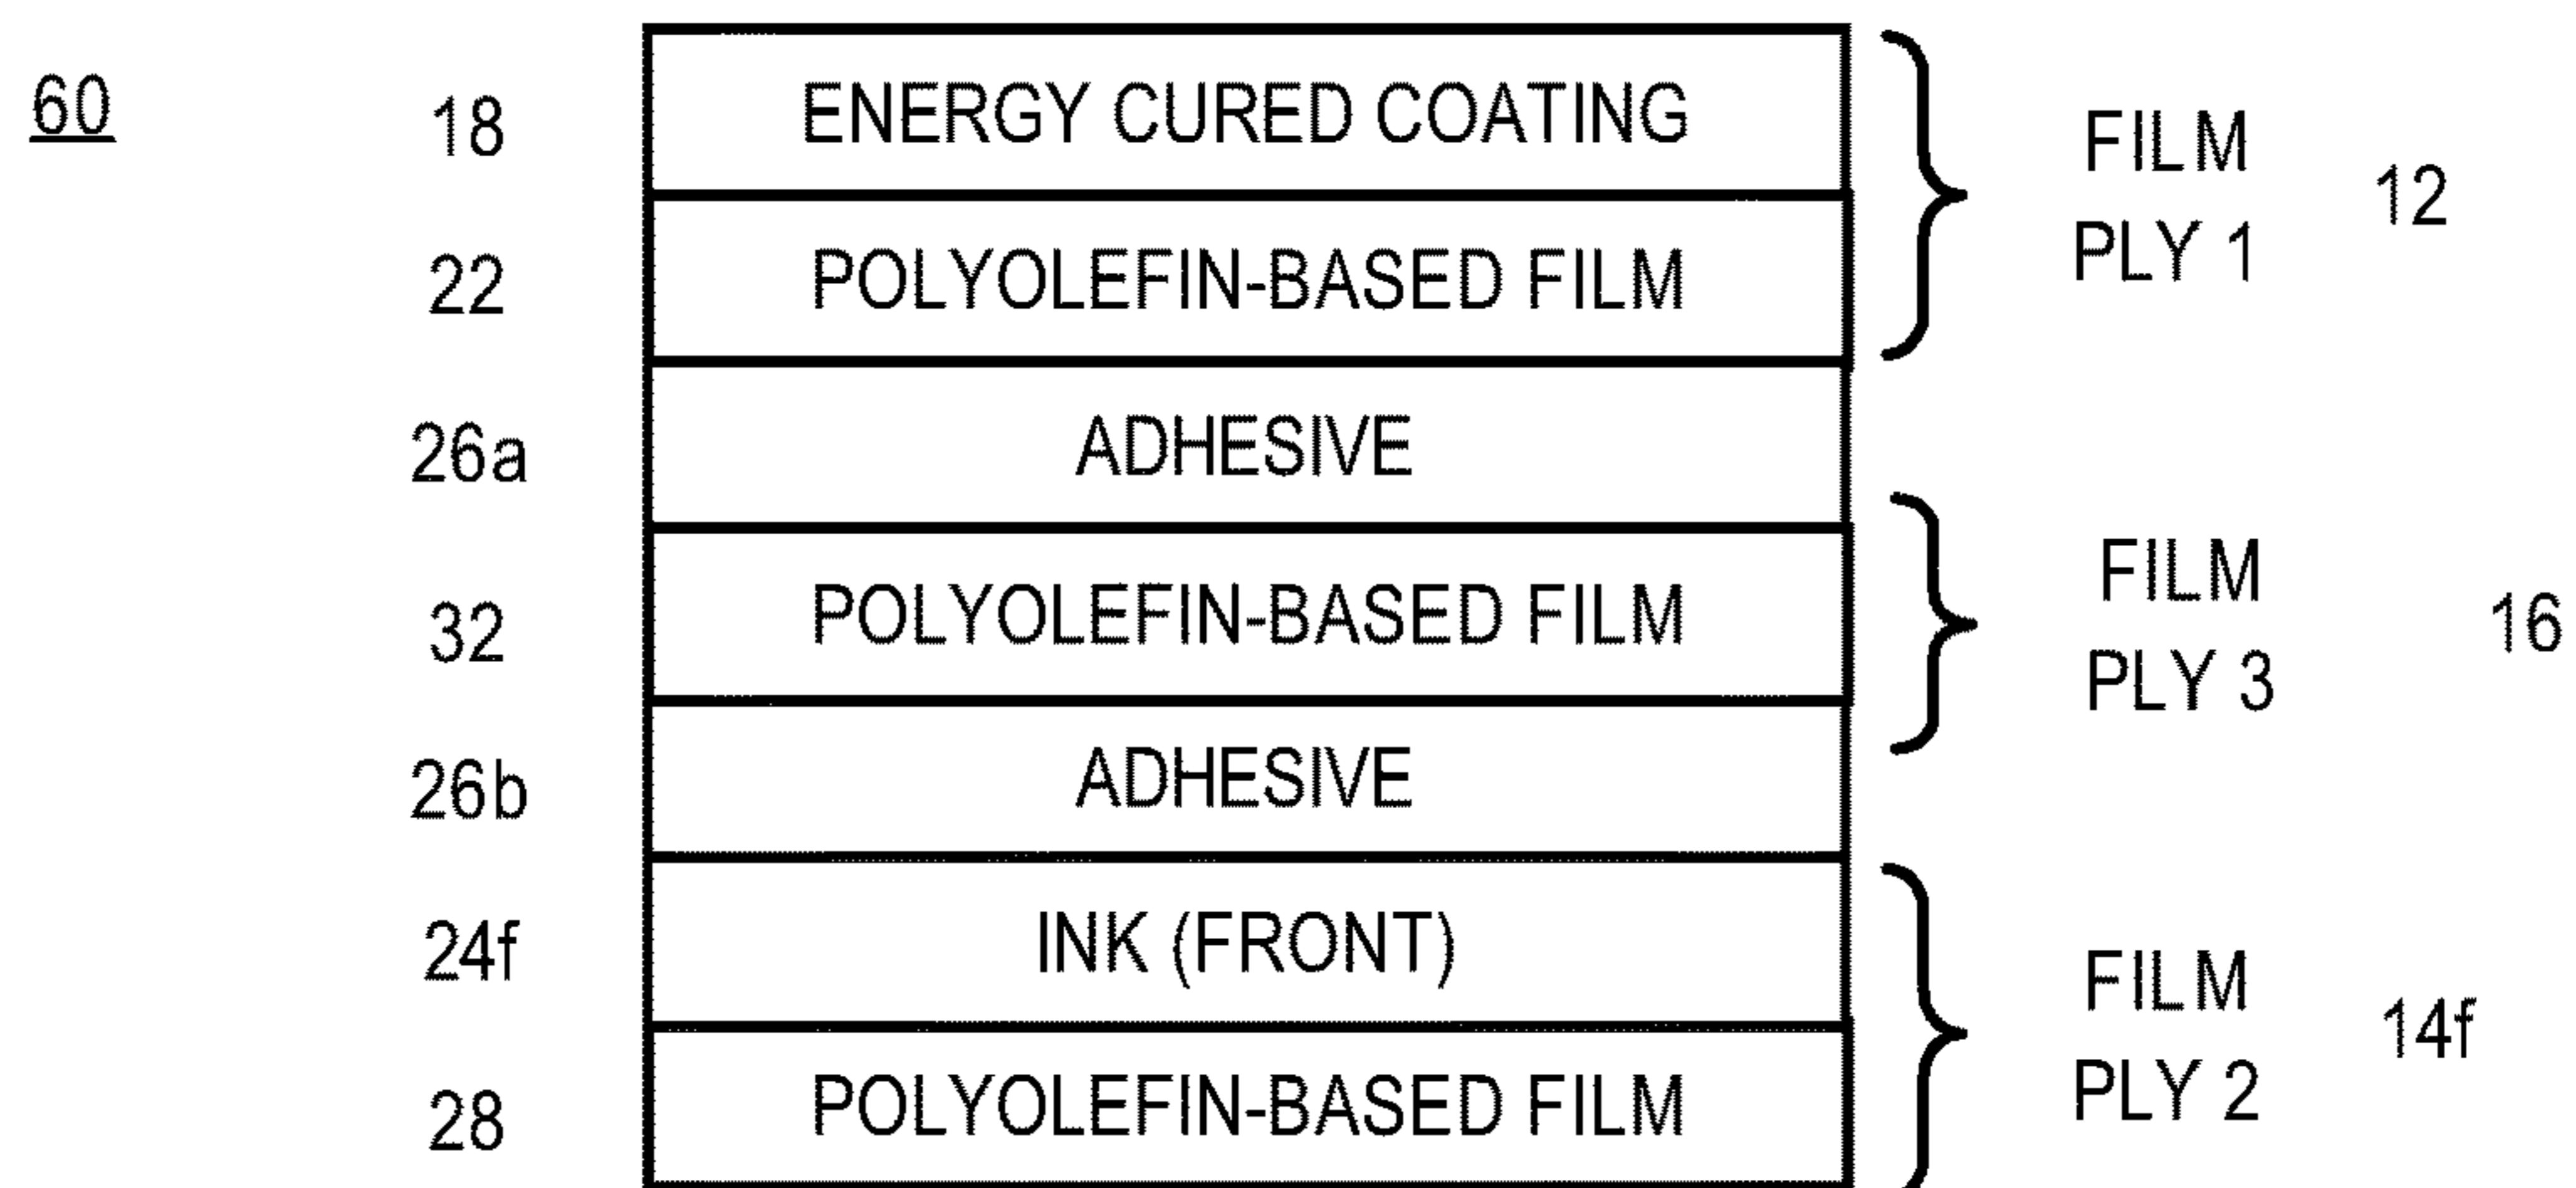 60
18 ENERGY CURED COATING
FILM
PLY 1
12
22 POLYOLEFIN-BASED FILM
26a ADHESIVE
32 POLYOLEFIN-BASED FILM
FILM
PLY 3
16
26b ADHESIVE
24f INK (FRONT)
FILM
PLY 2
14f
28 POLYOLEFIN-BASED FILM